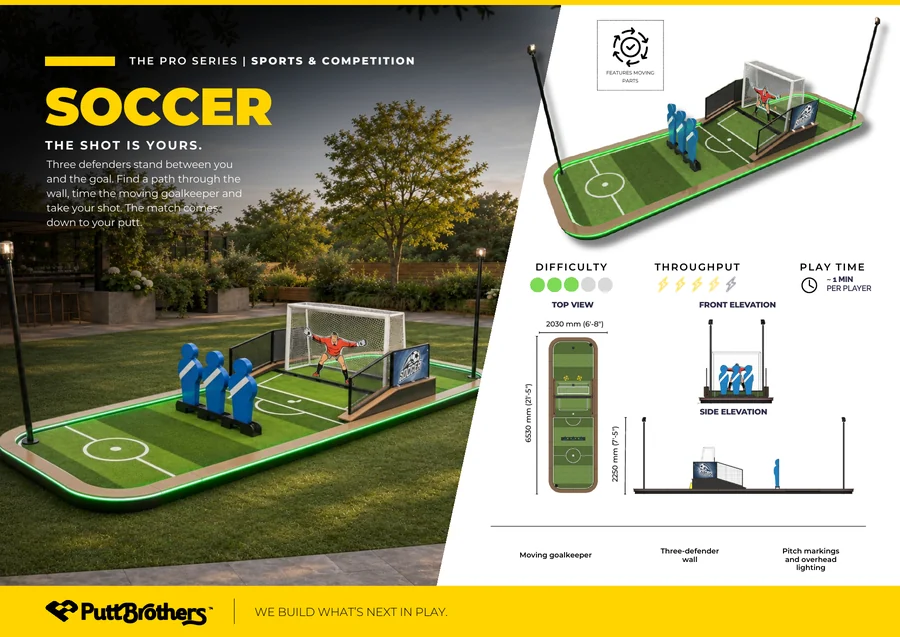 THE PRO SERIES | SPORTS & COMPETITION
SOCCER
THE SHOT IS YOURS.
Three defenders stand between you
and the goal. Find a path through the
wall, time the moving goalkeeper and
take your shot. The match comes
down to your putt.
FEATURES MOVING
PARTS
DIFFICULTY
THROUGHPUT
PLAY TIME
~ 1 MIN
PER PLAYER
TOP VIEW
2030 mm (6'-8")
6530 mm (21'-5")
FRONT ELEVATION
SIDE ELEVATION
2250 mm (7'-5")
Moving goalkeeper
Three-defender
wall
Pitch markings
and overhead
lighting
PuttBrothers™
WE BUILD WHAT'S NEXT IN PLAY.